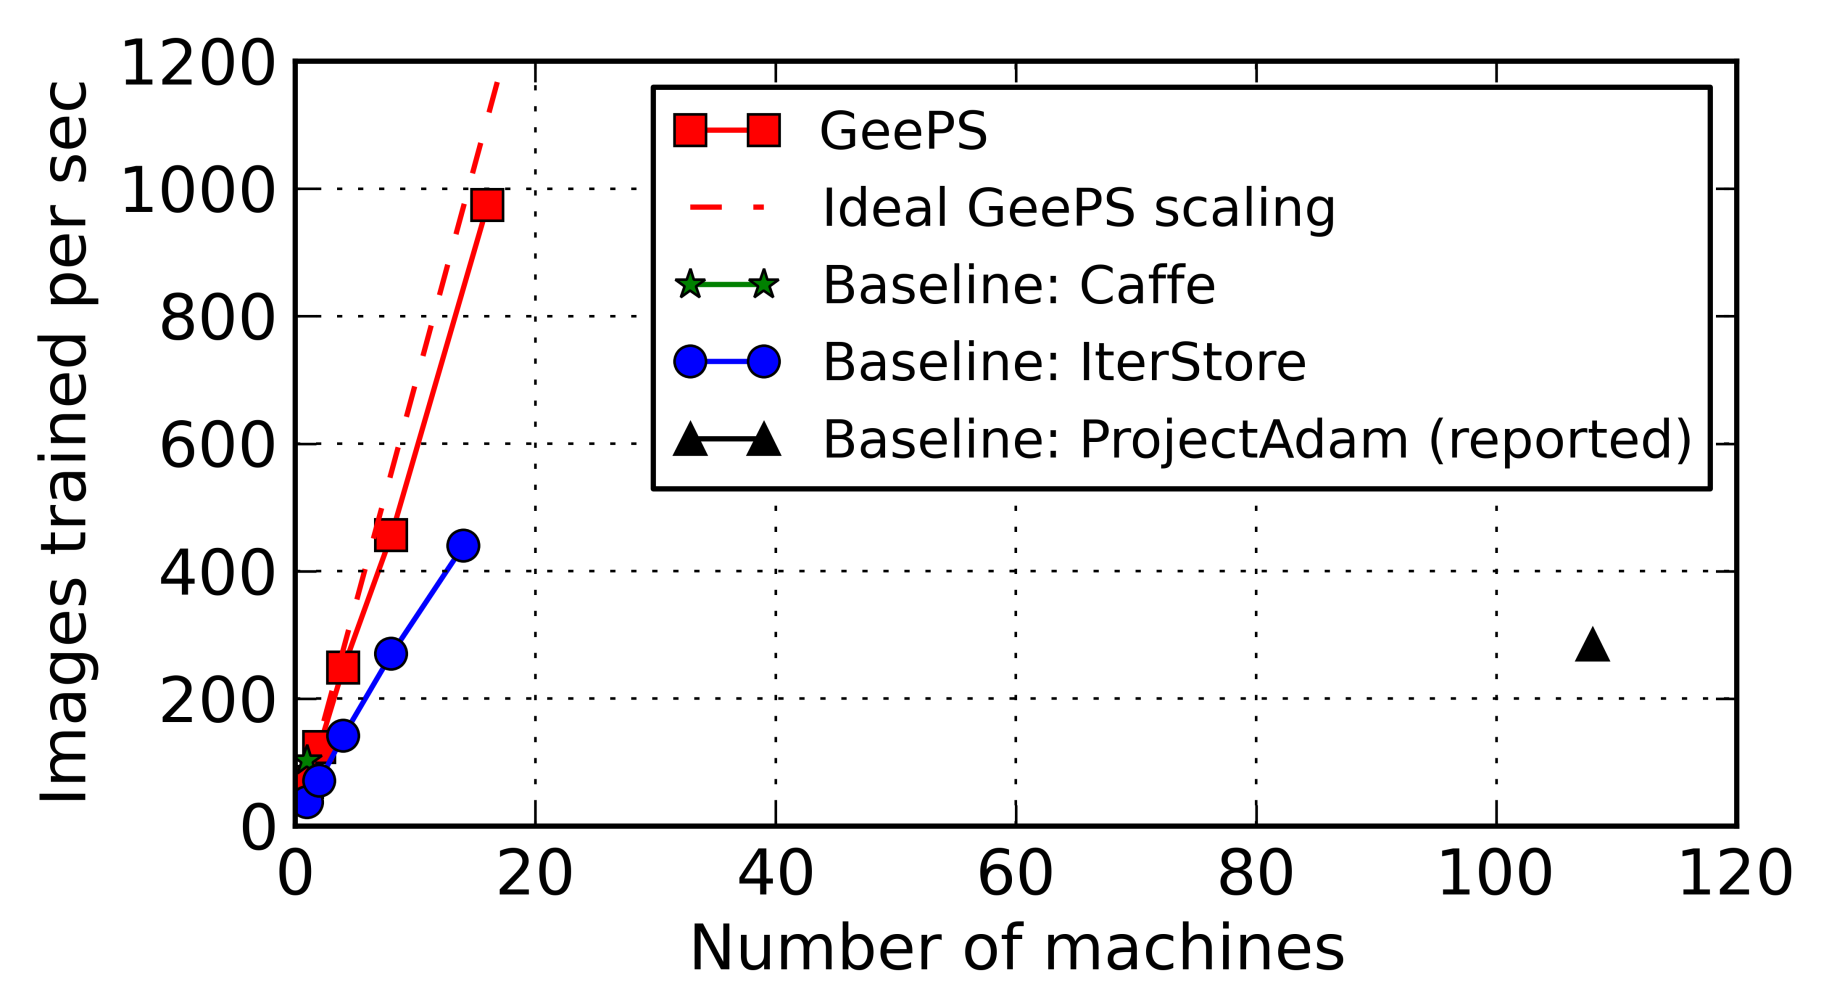 Images trained per sec
1200
1000
800
600
400
200
0
GeePS
Ideal GeePS scaling
Baseline: Caffe
Baseline: IterStore
Baseline: ProjectAdam (reported)
0 20 40 60 80 100 120
Number of machines